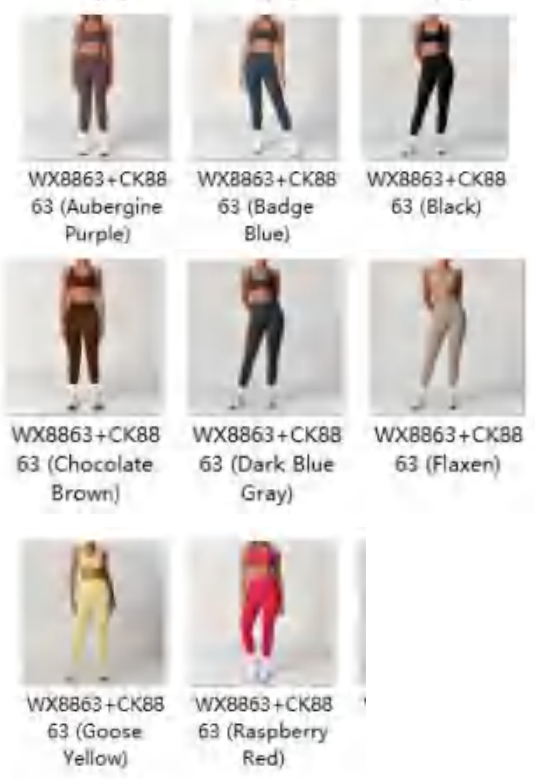 WX8863+CK88
63 (Aubergine
Purple)
WX8863+CK88
63 (Badge
Blue)
WX8863+CK88
63 (Black)
WX8863+CK88
63 (Chocolate
Brown)
WX8863+CK88
63 (Dark Blue
Gray)
WX8863+CK88
63 (Flaxen)
WX8863+CK88
63 (Goose
Yellow)
WX8863+CK88
63 (Raspberry
Red)